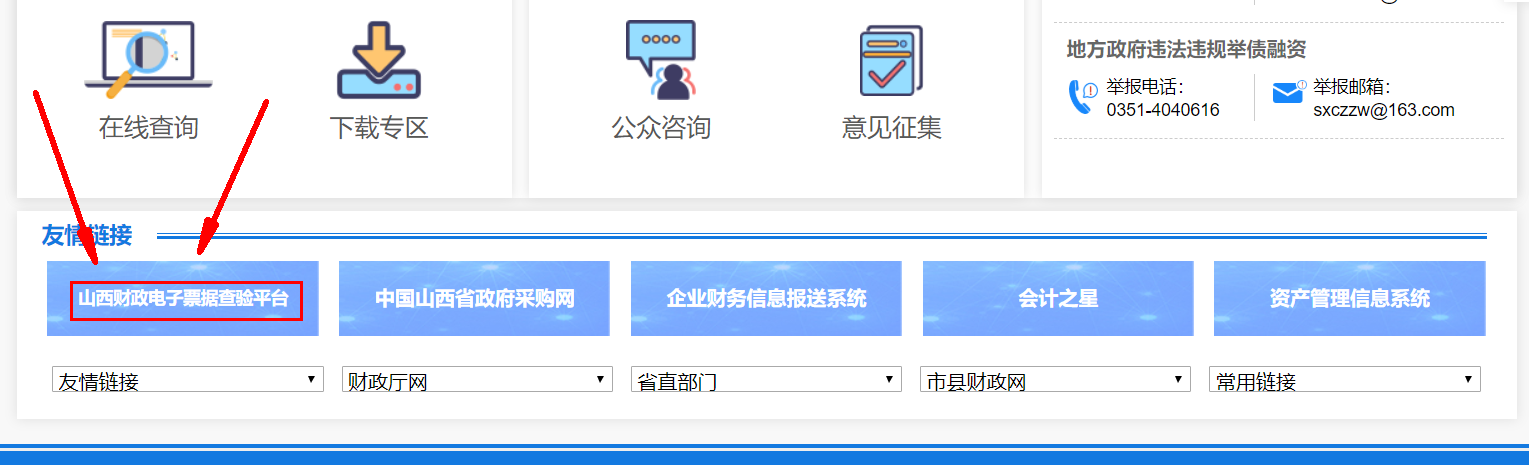 在线查询
下载专区
公众咨询
意见征集
地方政府违法违规举债融资
举报电话：
0351-4040616
举报邮箱：
sxczzw@163.com
友情链接
山西财政电子票据查验平台
中国山西省政府采购网
企业财务信息报送系统
会计之星
资产管理信息系统
友情链接
财政厅网
省直部门
市县财政网
常用链接